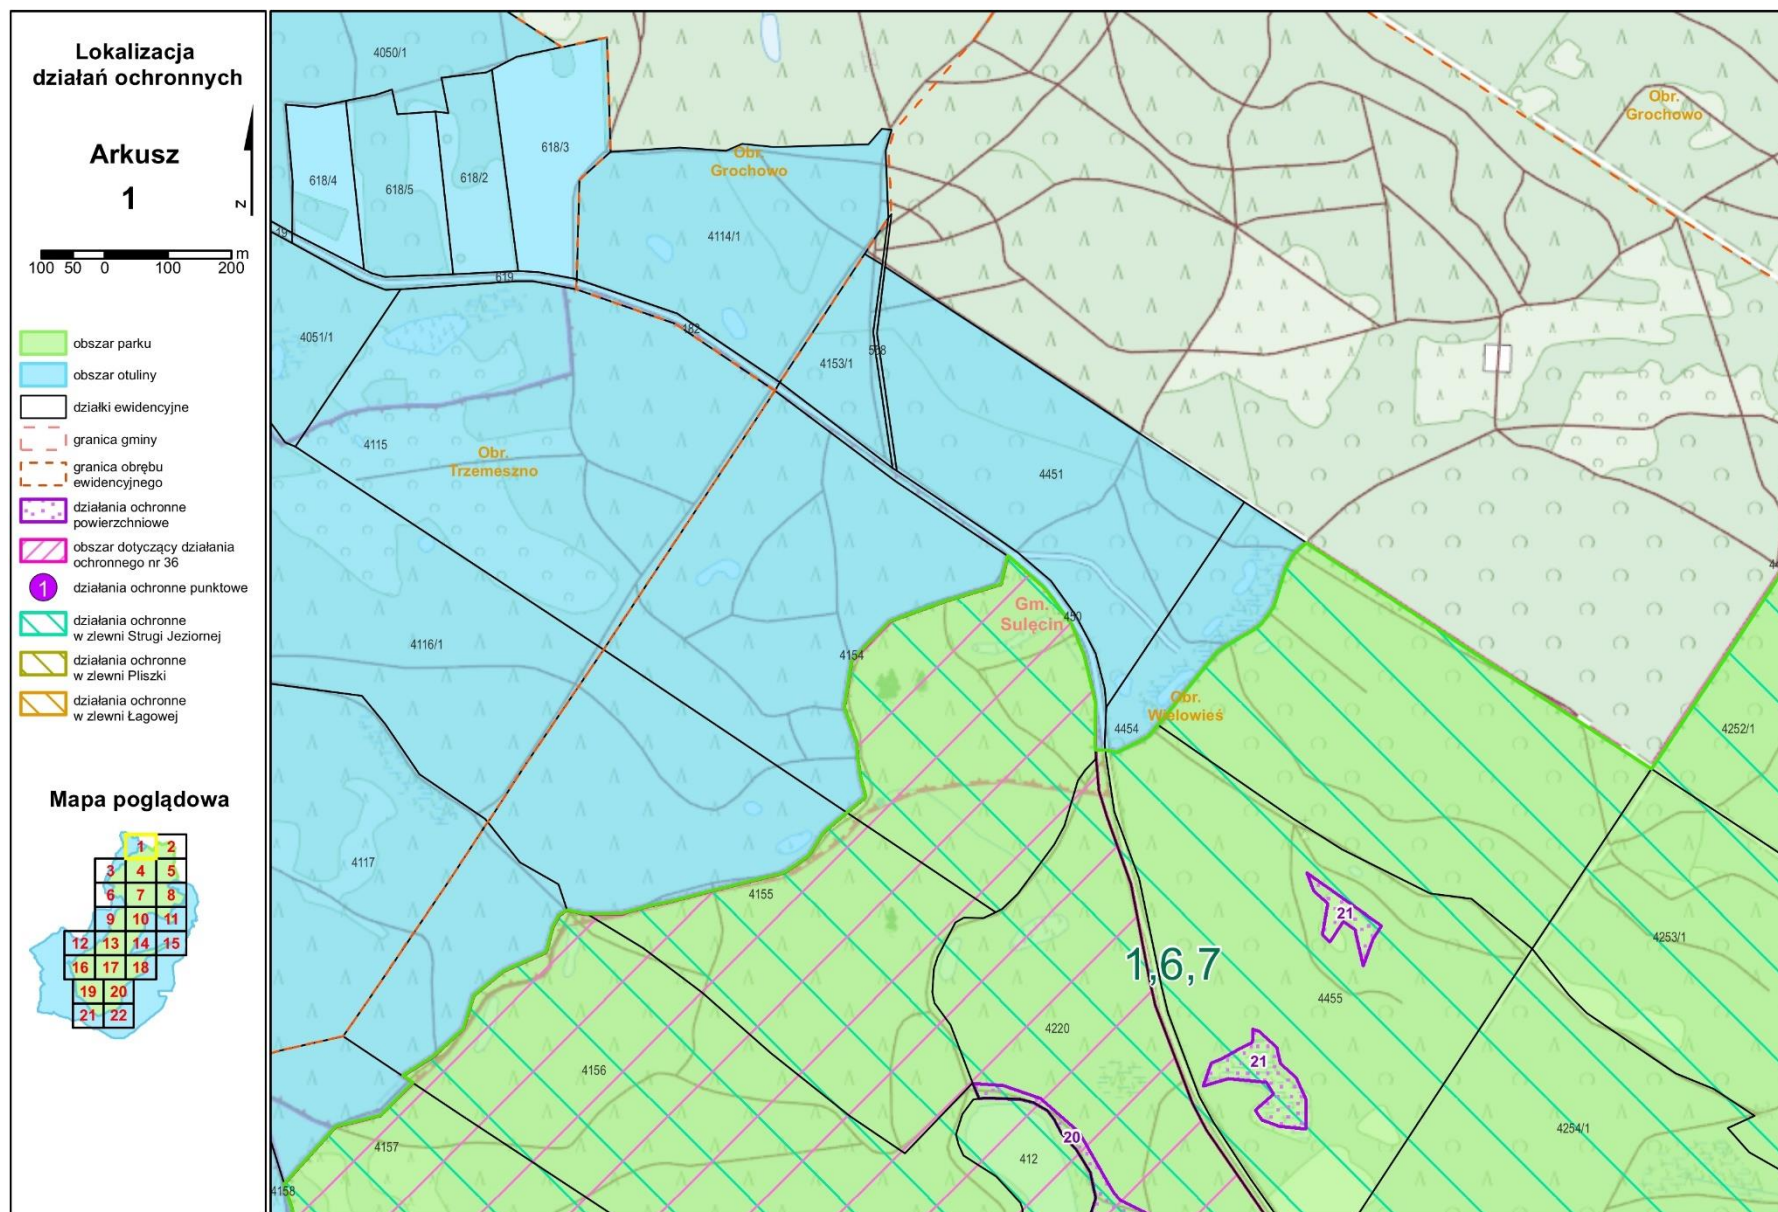 Lokalizacja
działań ochronnych
Arkusz
1
N
100 50 0 100 200 m
obszar parku
obszar otuliny
działki ewidencyjne
granica gminy
granica obrębu
ewidencyjnego
działania ochronne
powierzchniowe
obszar dotyczący działania
ochronnego nr 36
1 działania ochronne punktowe
działania ochronne
w zlewni Strugi Jeziornej
działania ochronne
w zlewni Pliszki
działania ochronne
w zlewni Łagowej
Mapa poglądowa
1 2
3 4 5
6 7 8
9 10 11
12 13 14 15
16 17 18
19 20
21 22
4050/1
618/3
618/4
618/5
618/2
Obr.
Grochowo
Obr.
Grochowo
4114/1
619
4051/1
482
4153/1
568
4115
Obr.
Trzemeszno
4451
Gm.
Sulęcin
450
4116/1
4154
Obr.
Wielowieś
4454
4252/1
4117
4155
21
4253/1
1,6,7
4455
4220
21
4156
20
4254/1
4157
412
4158